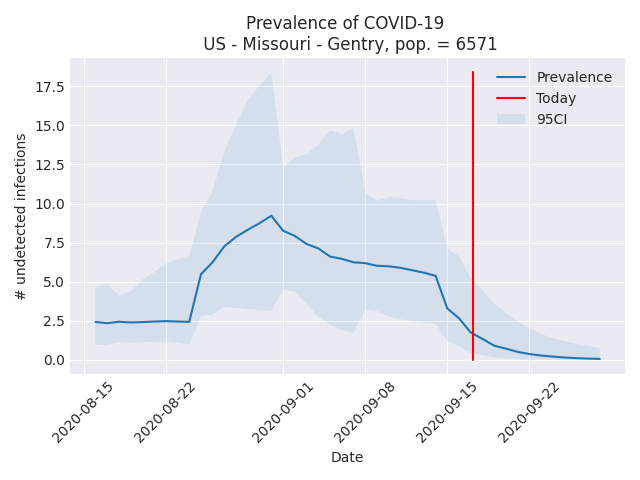 Prevalence of COVID-19
US - Missouri - Gentry, pop. = 6571
Prevalence
Today
95CI
# undetected infections
17.5
15.0
12.5
10.0
7.5
5.0
2.5
0.0
2020-08-15
2020-08-22
2020-09-01
2020-09-08
2020-09-15
2020-09-22
Date